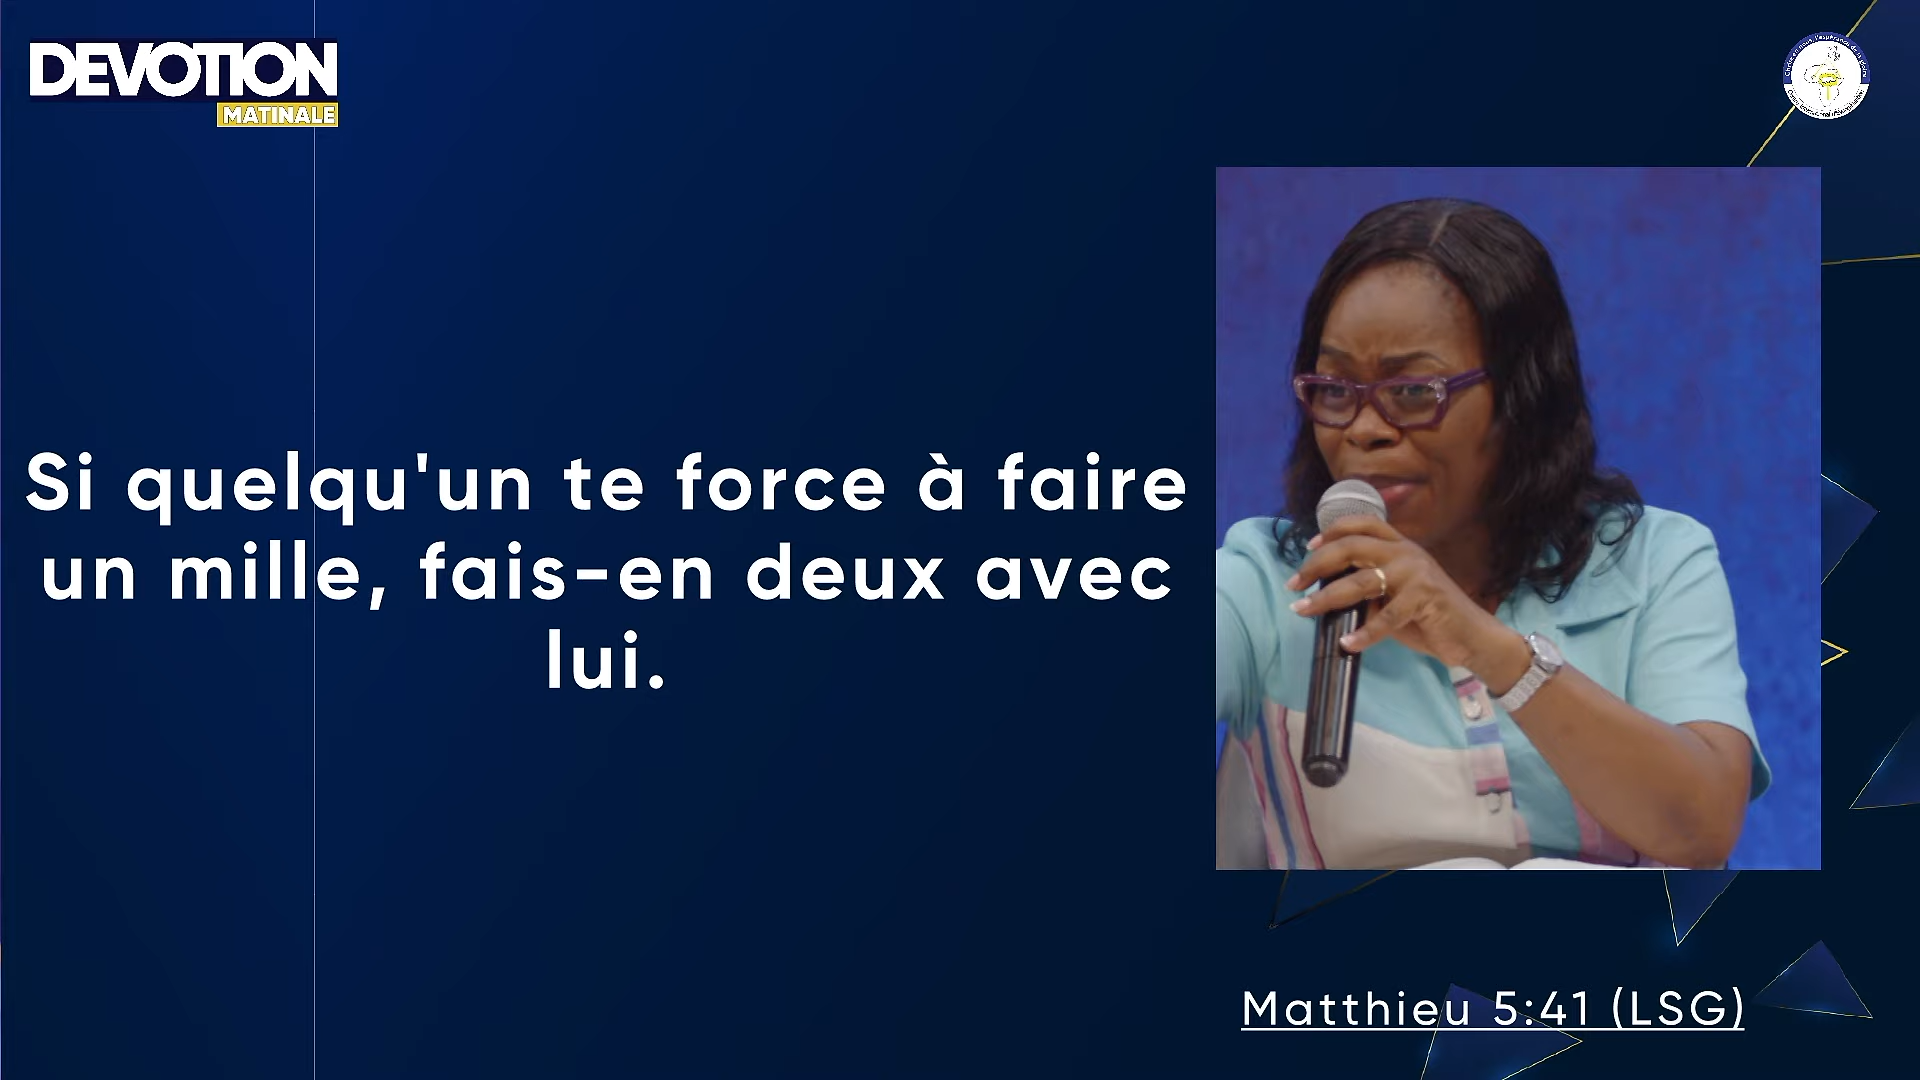 DEVOTION
MATINALE
Si quelqu'un te force à faire
un mille, fais-en deux avec
lui.
Matthieu 5:41 (LSG)